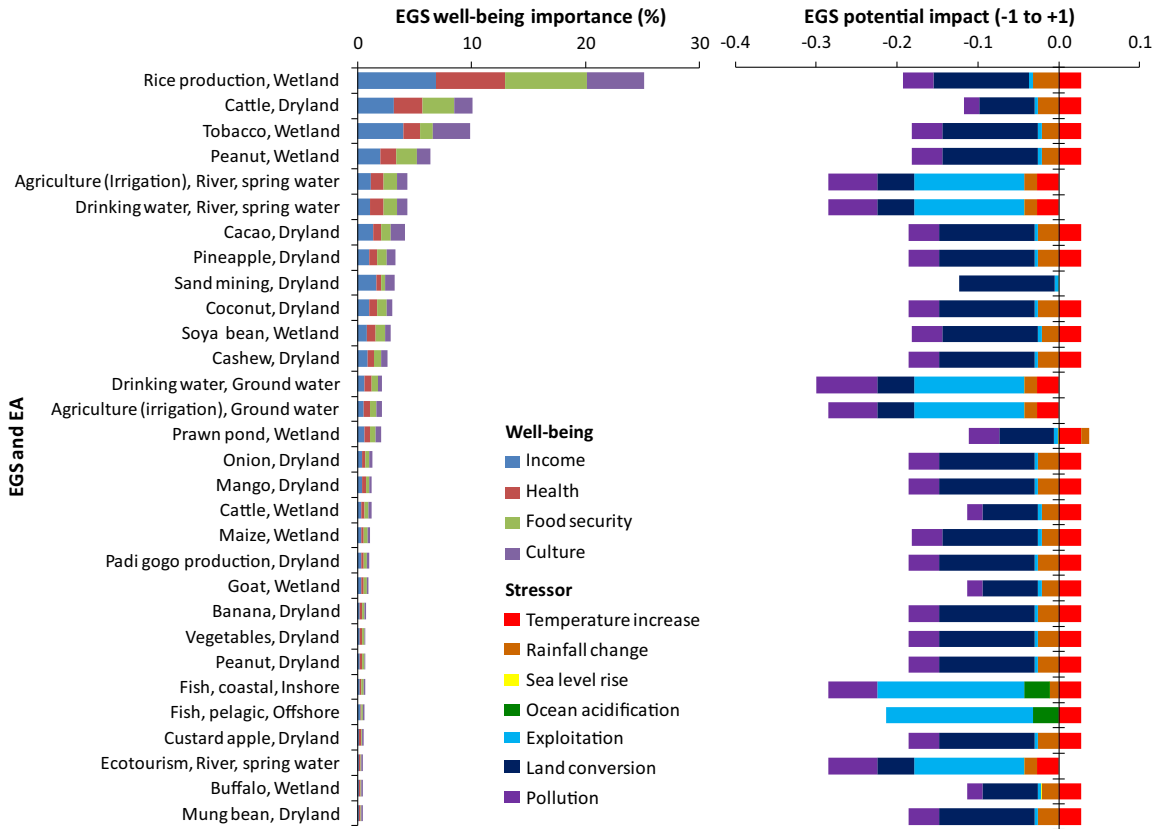 EGS well-being importance (%)
EGS potential impact (-1 to +1)
0 10 20 30
-0.4 -0.3 -0.2 -0.1 0.0 0.1
EGS and EA
Rice production, Wetland
Cattle, Dryland
Tobacco, Wetland
Peanut, Wetland
Agriculture (Irrigation), River, spring water
Drinking water, River, spring water
Cacao, Dryland
Pineapple, Dryland
Sand mining, Dryland
Coconut, Dryland
Soya bean, Wetland
Cashew, Dryland
Drinking water, Ground water
Agriculture (irrigation), Ground water
Prawn pond, Wetland
Onion, Dryland
Mango, Dryland
Cattle, Wetland
Maize, Wetland
Padi gogo production, Dryland
Goat, Wetland
Banana, Dryland
Vegetables, Dryland
Peanut, Dryland
Fish, coastal, Inshore
Fish, pelagic, Offshore
Custard apple, Dryland
Ecotourism, River, spring water
Buffalo, Wetland
Mung bean, Dryland
Well-being
Income
Health
Food security
Culture
Stressor
Temperature increase
Rainfall change
Sea level rise
Ocean acidification
Exploitation
Land conversion
Pollution